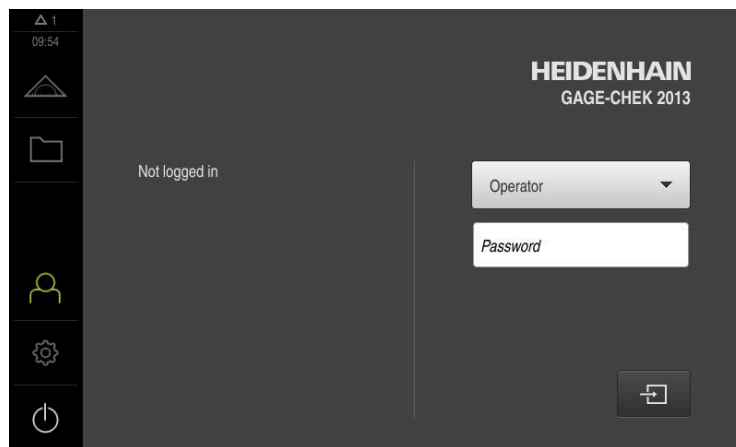 1
09:54
HEIDENHAIN
GAGE-CHEK 2013
Not logged in
Operator
Password